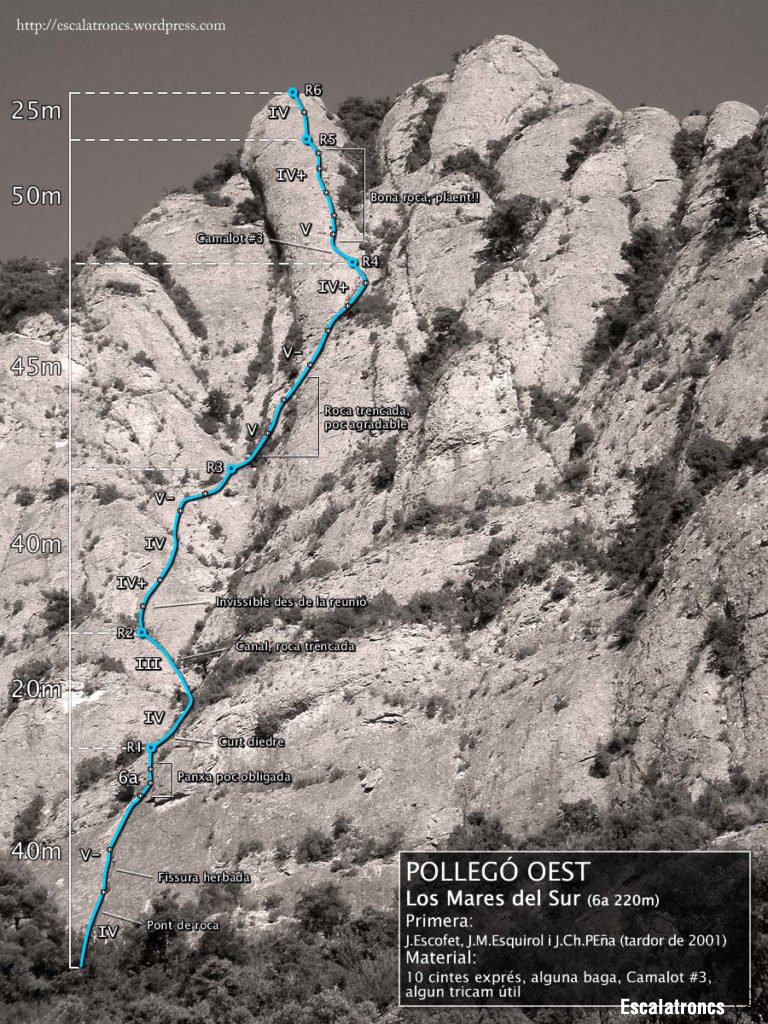 http://escalatroncs.wordpress.com
R6
25m
IV
R5
IV+
50m
Bona roca, plaent!!
V
Camalot #3
R4
IV+
V-
45m
Roca trencada,
poc agradable
V
R3
V-
40m
IV
IV+
Invissible des de la reunió
R2
Canal, roca trencada
III
20m
IV
Curt diedre
R1
6a
Panxa poc obligada
40m
V-
Fissura herbada
Pont de roca
IV
POLLEGÓ OEST
Los Mares del Sur (6a 220m)
Primera:
J.Escofet, J.M.Esquirol i J.Ch.PEña (tardor de 2001)
Material:
10 cintes exprés, alguna baga, Camalot #3,
algun tricam útil
Escalatroncs